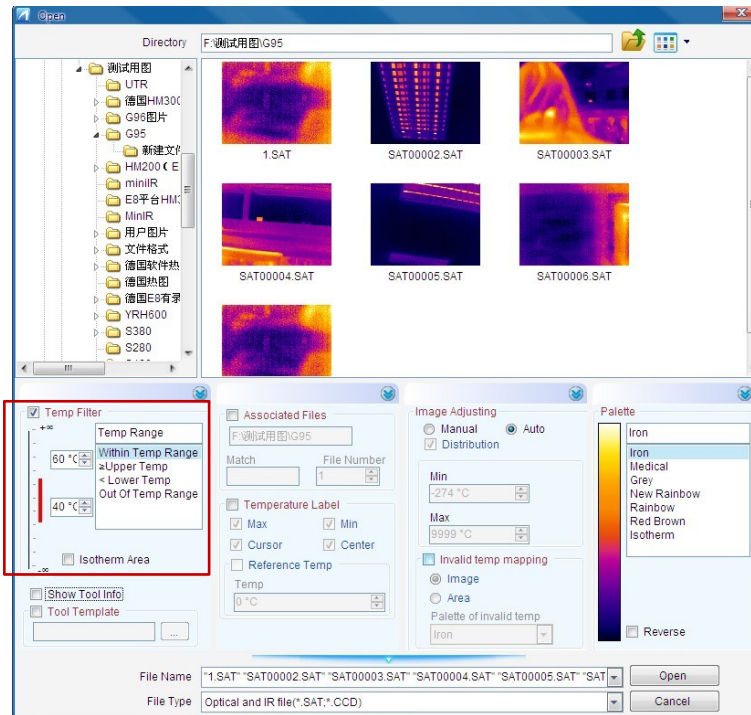 Open
Directory
F:\测试用图\G95
测试用图
UTR
德国HM300
G96图片
G95
新建文件
HM200 ( E
miniIR
E8平台HM
MinIR
用户图片
文件格式
德国软件热
德国热图
德国E8有录
YRH600
S380
S280
1.SAT
SAT00002.SAT
SAT00003.SAT
SAT00004.SAT
SAT00005.SAT
SAT00006.SAT
Temp Filter
+∞
Temp Range
60 °C
Within Temp Range
≥Upper Temp
< Lower Temp
Out Of Temp Range
40 °C
Isotherm Area
-∞
Show Tool Info
Tool Template
...
Associated Files
F:\测试用图\G95
Match
File Number
1
Temperature Label
Max
Min
Cursor
Center
Reference Temp
Temp
0 °C
Image Adjusting
Manual
Auto
Distribution
Min
-274 °C
Max
9999 °C
Invalid temp mapping
Image
Area
Palette of invalid temp
Iron
Palette
Iron
Iron
Medical
Grey
New Rainbow
Rainbow
Red Brown
Isotherm
Reverse
File Name
"1.SAT" "SAT00002.SAT" "SAT00003.SAT" "SAT00004.SAT" "SAT00005.SAT" "SAT
Open
File Type
Optical and IR file(*.SAT;*.CCD)
Cancel